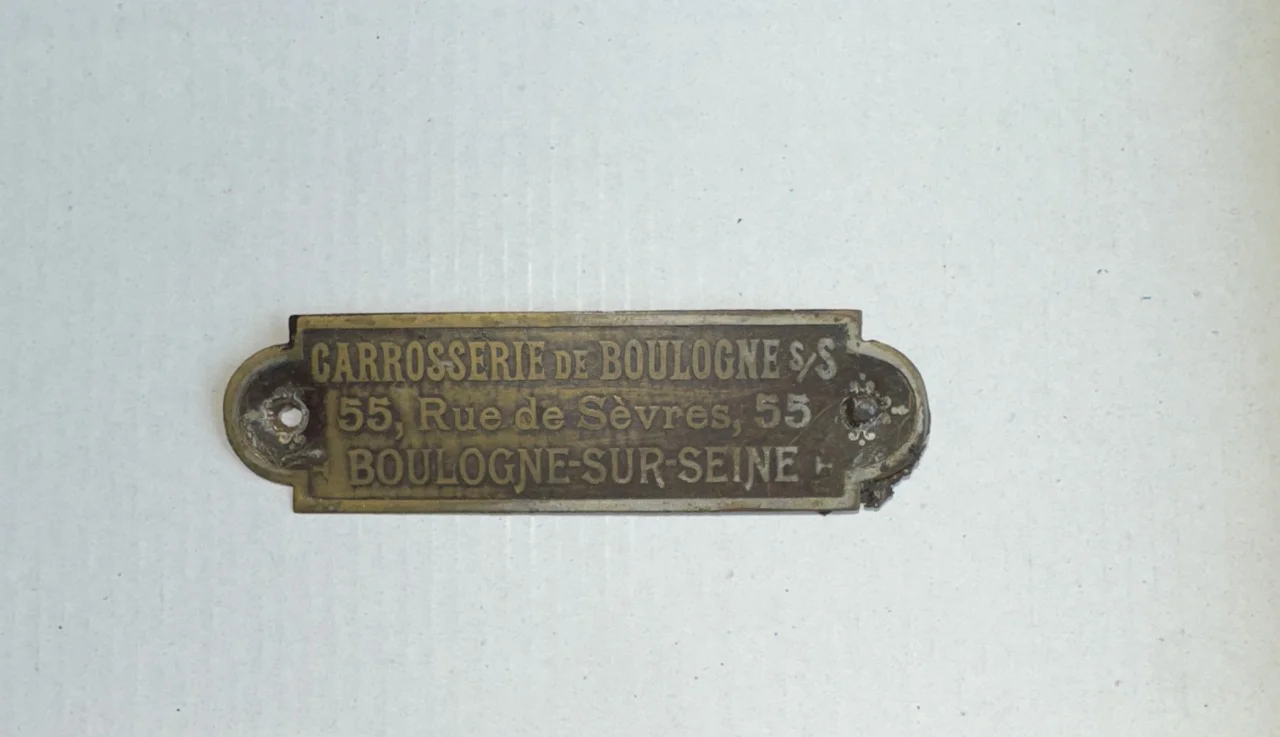 CARROSSERIE DE BOULOGNE S/S
55, Rue de Sèvres, 55
BOULOGNE-SUR-SEINE